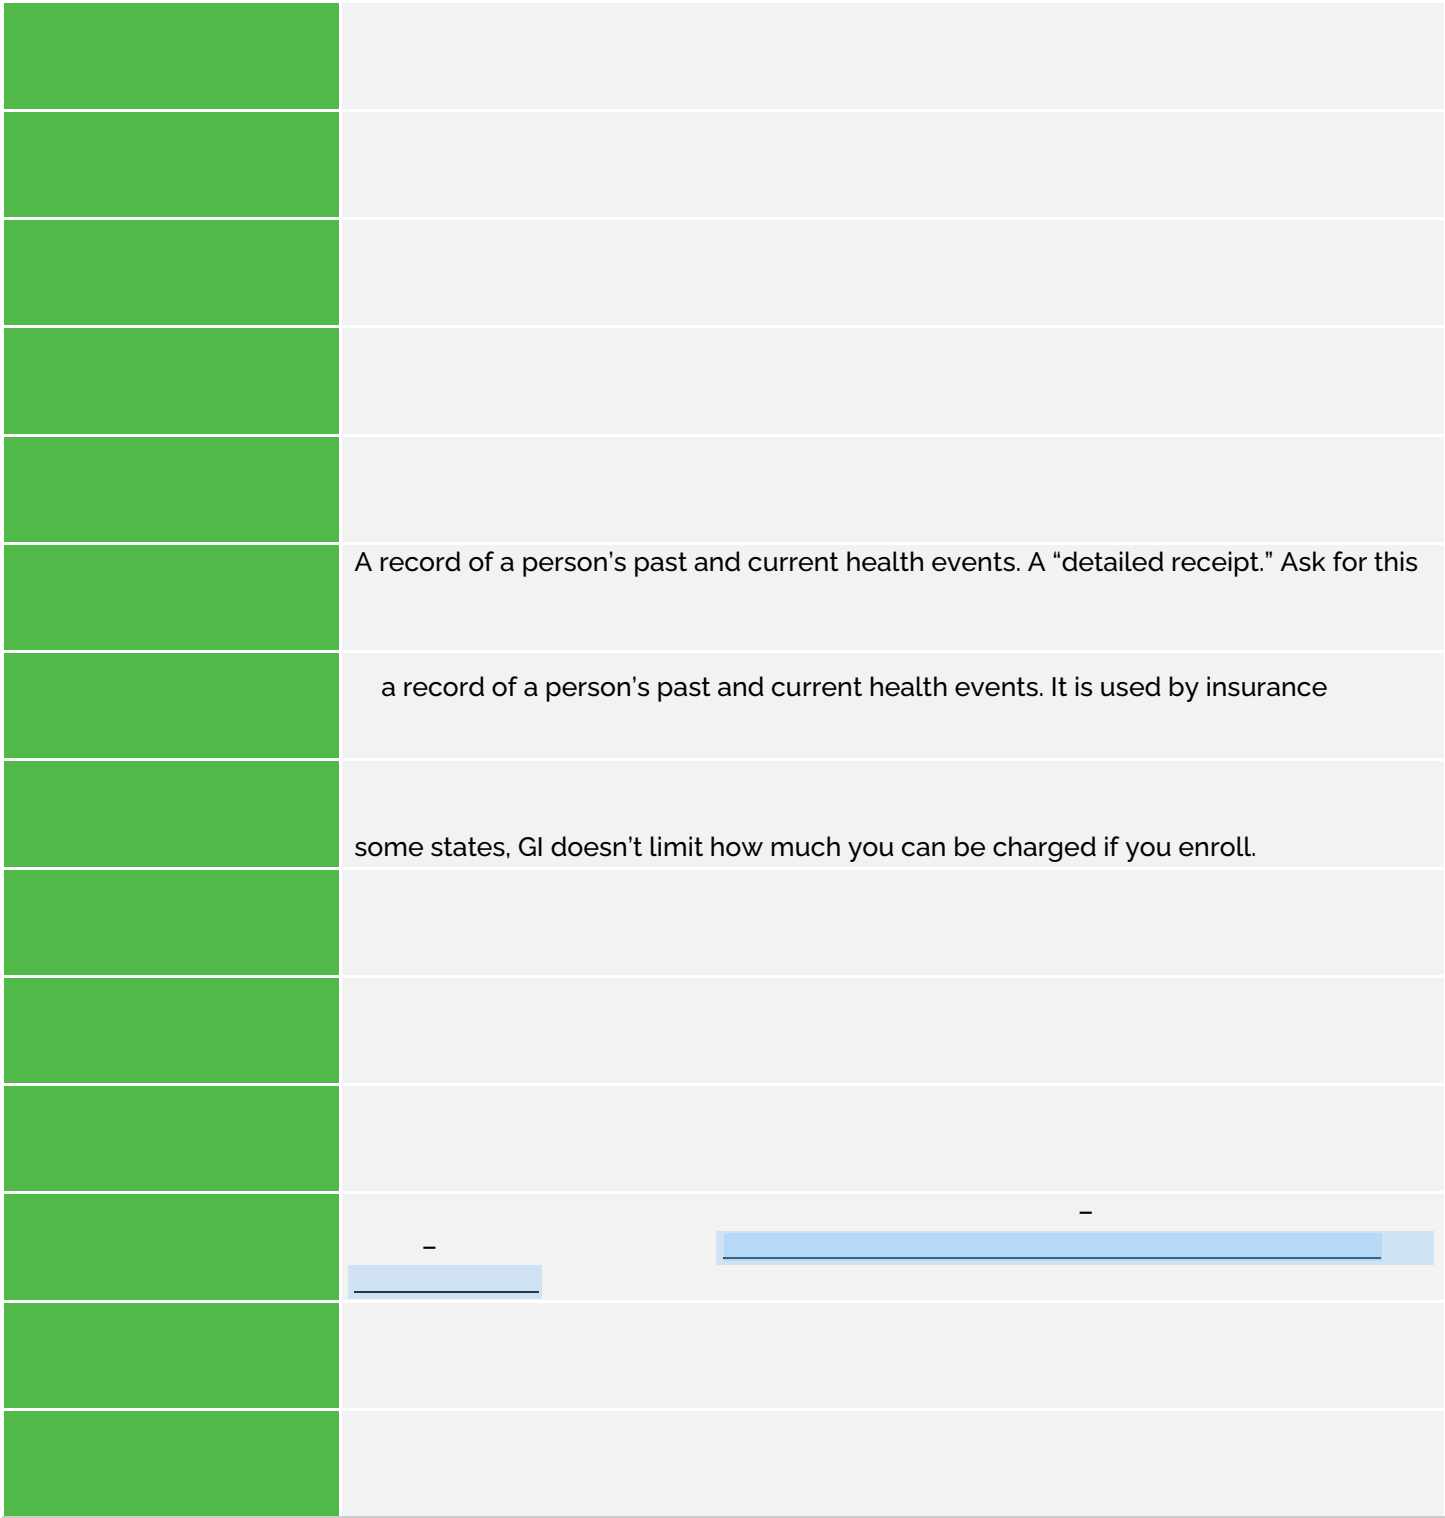 A record of a person’s past and current health events. A “detailed receipt.” Ask for this
a record of a person’s past and current health events. It is used by insurance
some states, GI doesn’t limit how much you can be charged if you enroll.
–
–